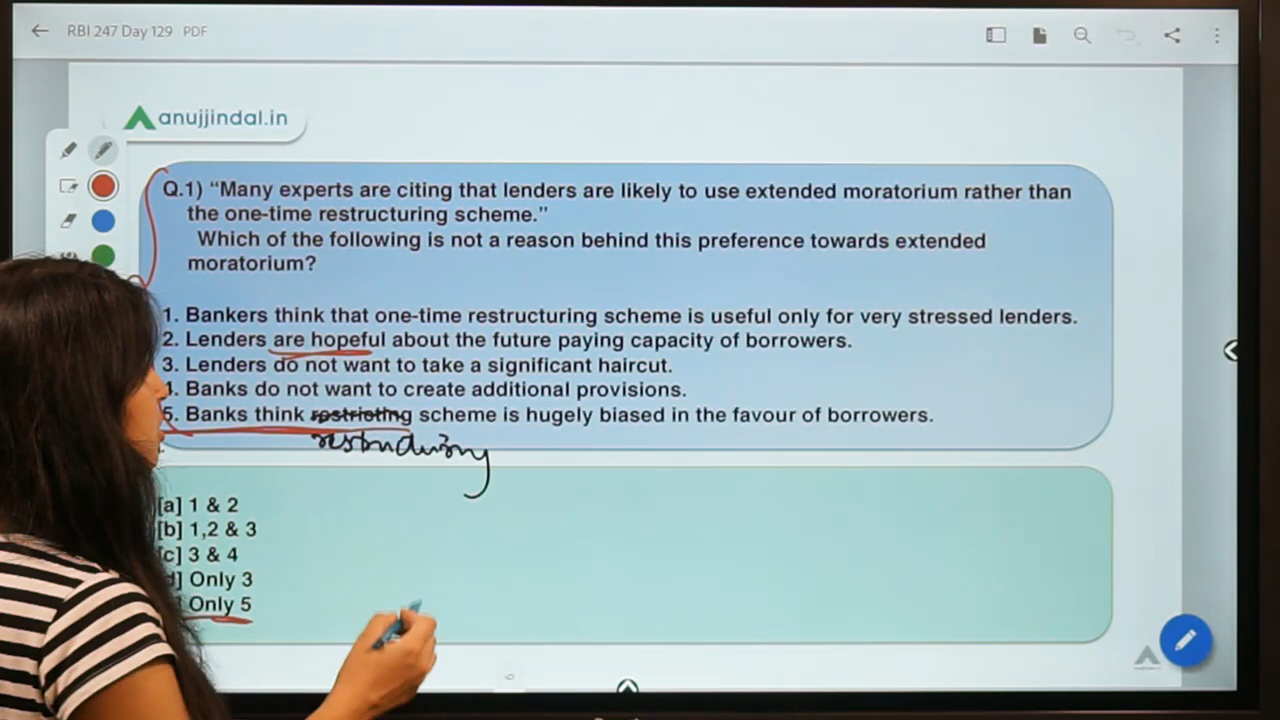 RBI 247 Day 129 PDF
anujjindal.in
Q.1) “Many experts are citing that lenders are likely to use extended moratorium rather than
the one-time restructuring scheme.”
Which of the following is not a reason behind this preference towards extended
moratorium?
1. Bankers think that one-time restructuring scheme is useful only for very stressed lenders.
2. Lenders are hopeful about the future paying capacity of borrowers.
3. Lenders do not want to take a significant haircut.
4. Banks do not want to create additional provisions.
5. Banks think restricting scheme is hugely biased in the favour of borrowers.
[a] 1 & 2
[b] 1,2 & 3
[c] 3 & 4
] Only 3
Only 5